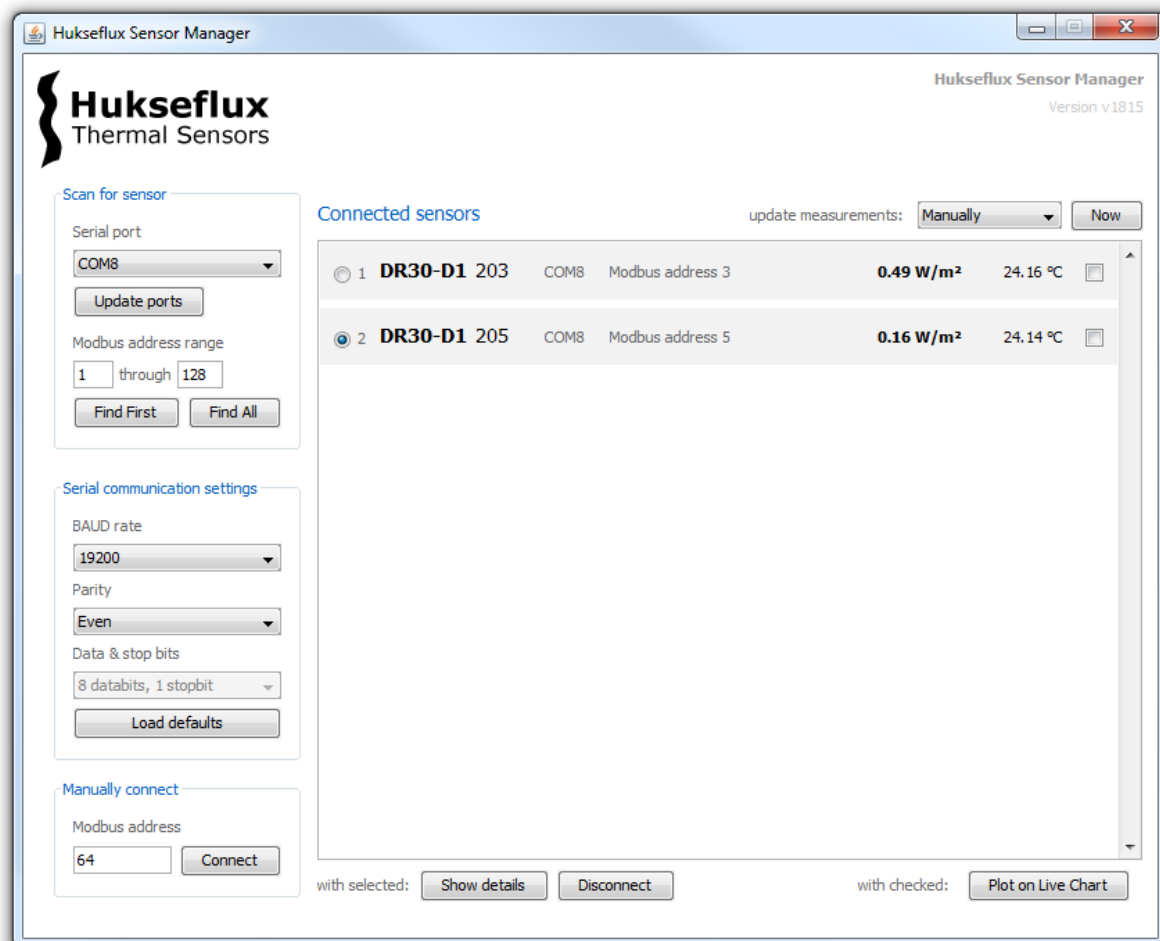 Hukseflux Sensor Manager
Hukseflux Sensor Manager
Version v1815
Hukseflux
Thermal Sensors
Scan for sensor
Serial port
COM8
Update ports
Modbus address range
1 through 128
Find First Find All
Serial communication settings
BAUD rate
19200
Parity
Even
Data & stop bits
8 databits, 1 stopbit
Load defaults
Manually connect
Modbus address
64 Connect
Connected sensors update measurements: Manually Now
1 DR30-D1 203 COM8 Modbus address 3 0.49 W/m² 24.16 ºC
2 DR30-D1 205 COM8 Modbus address 5 0.16 W/m² 24.14 ºC
with selected: Show details Disconnect with checked: Plot on Live Chart